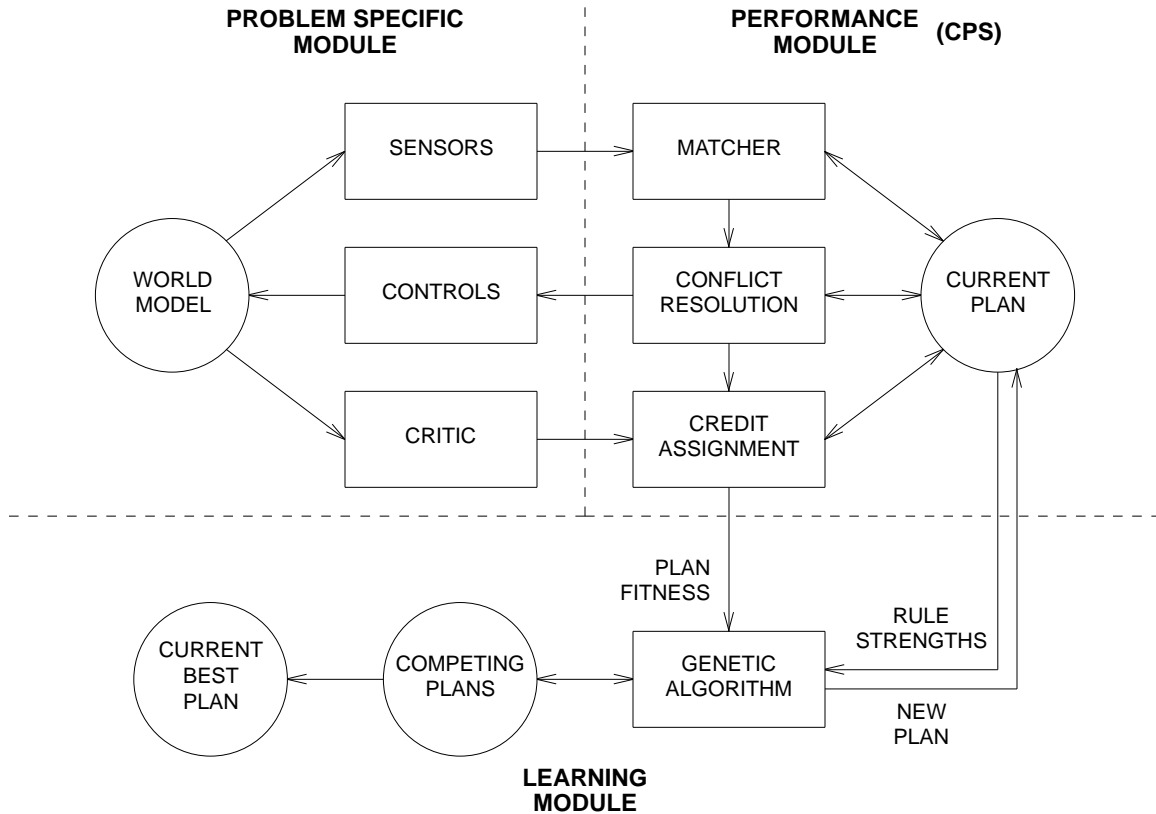 PROBLEM SPECIFIC
MODULE
PERFORMANCE
MODULE
(CPS)
SENSORS
MATCHER
WORLD
MODEL
CONTROLS
CONFLICT
RESOLUTION
CURRENT
PLAN
CRITIC
CREDIT
ASSIGNMENT
PLAN
FITNESS
RULE
STRENGTHS
CURRENT
BEST
PLAN
COMPETING
PLANS
GENETIC
ALGORITHM
NEW
PLAN
LEARNING
MODULE